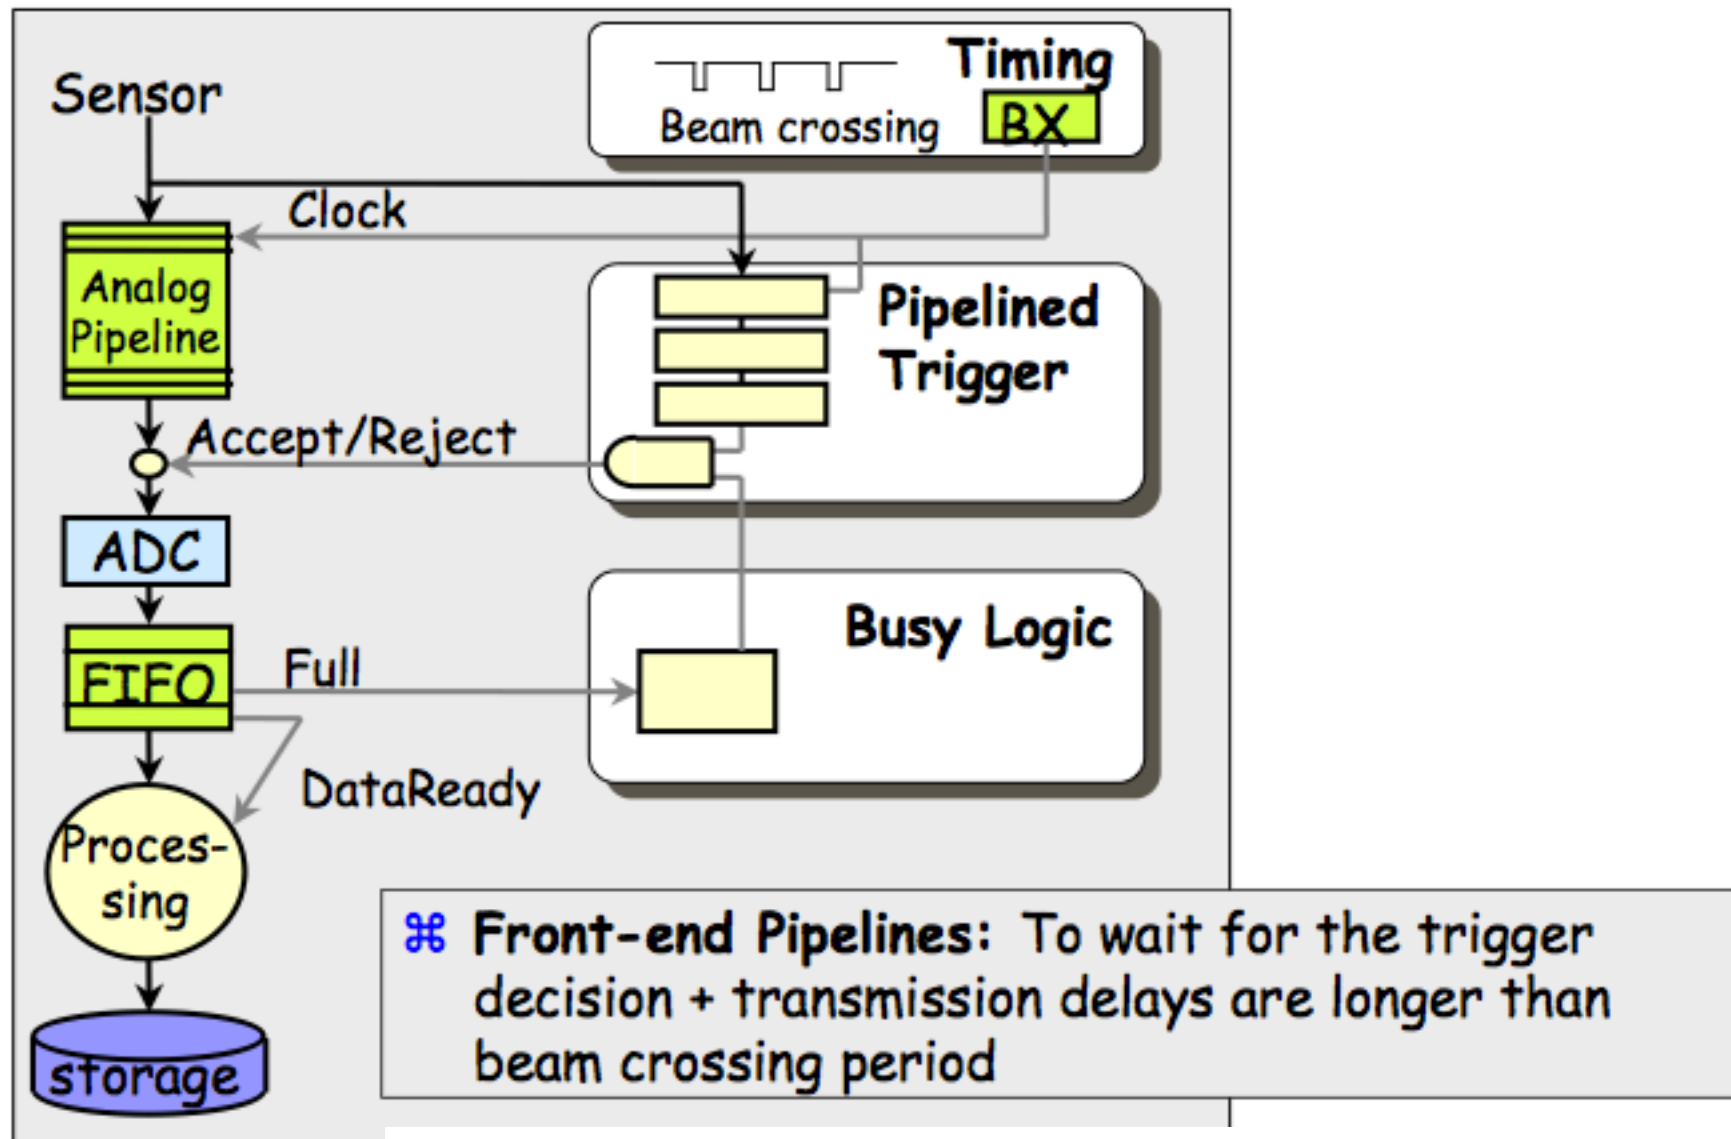 Timing
Sensor
BX
Beam crossing
Clock
Analog
Pipeline
Pipelined
Trigger
Accept/Reject
ADC
Busy Logic
Full
FIFO
DataReady
Proces-
sing
⌘ Front-end Pipelines: To wait for the trigger
decision + transmission delays are longer than
beam crossing period
storage